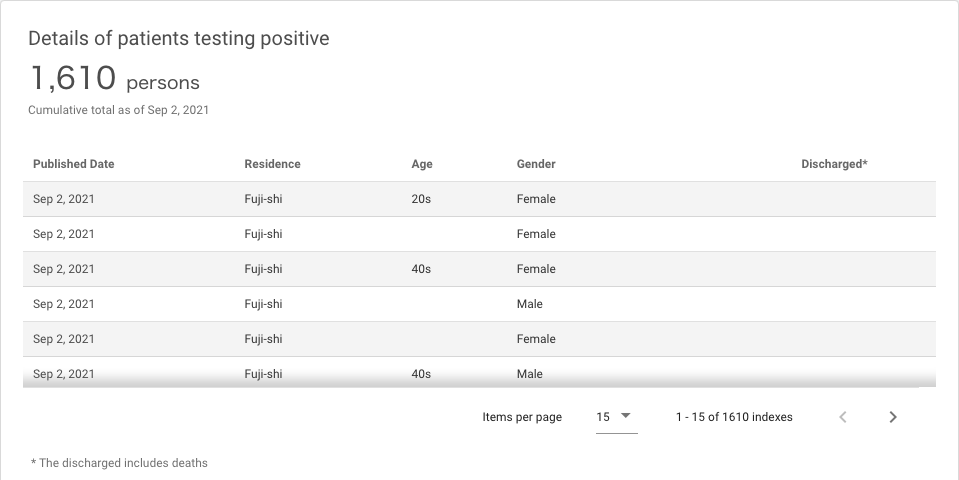 Details of patients testing positive
1,610 persons
Cumulative total as of Sep 2, 2021
Published Date Residence Age Gender Discharged*
Sep 2, 2021 Fuji-shi 20s Female
Sep 2, 2021 Fuji-shi Female
Sep 2, 2021 Fuji-shi 40s Female
Sep 2, 2021 Fuji-shi Male
Sep 2, 2021 Fuji-shi Female
Sep 2, 2021 Fuji-shi 40s Male
Items per page 15 1 - 15 of 1610 indexes
* The discharged includes deaths